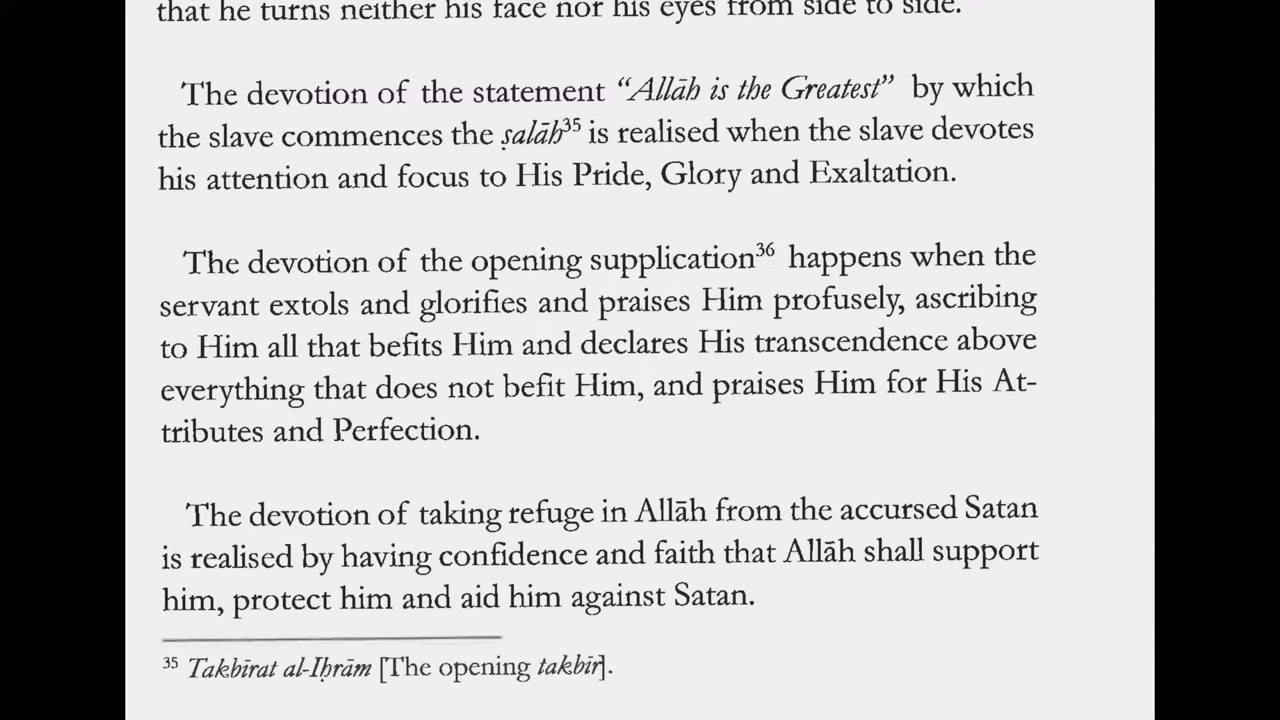 that he turns neither his face nor his eyes from side to side.
The devotion of the statement “Allāh is the Greatest” by which
the slave commences the ṣalāh³⁵ is realised when the slave devotes
his attention and focus to His Pride, Glory and Exaltation.
The devotion of the opening supplication³⁶ happens when the
servant extols and glorifies and praises Him profusely, ascribing
to Him all that befits Him and declares His transcendence above
everything that does not befit Him, and praises Him for His At-
tributes and Perfection.
The devotion of taking refuge in Allāh from the accursed Satan
is realised by having confidence and faith that Allāh shall support
him, protect him and aid him against Satan.
³⁵ Takbīrat al-Iḥrām [The opening takbīr].